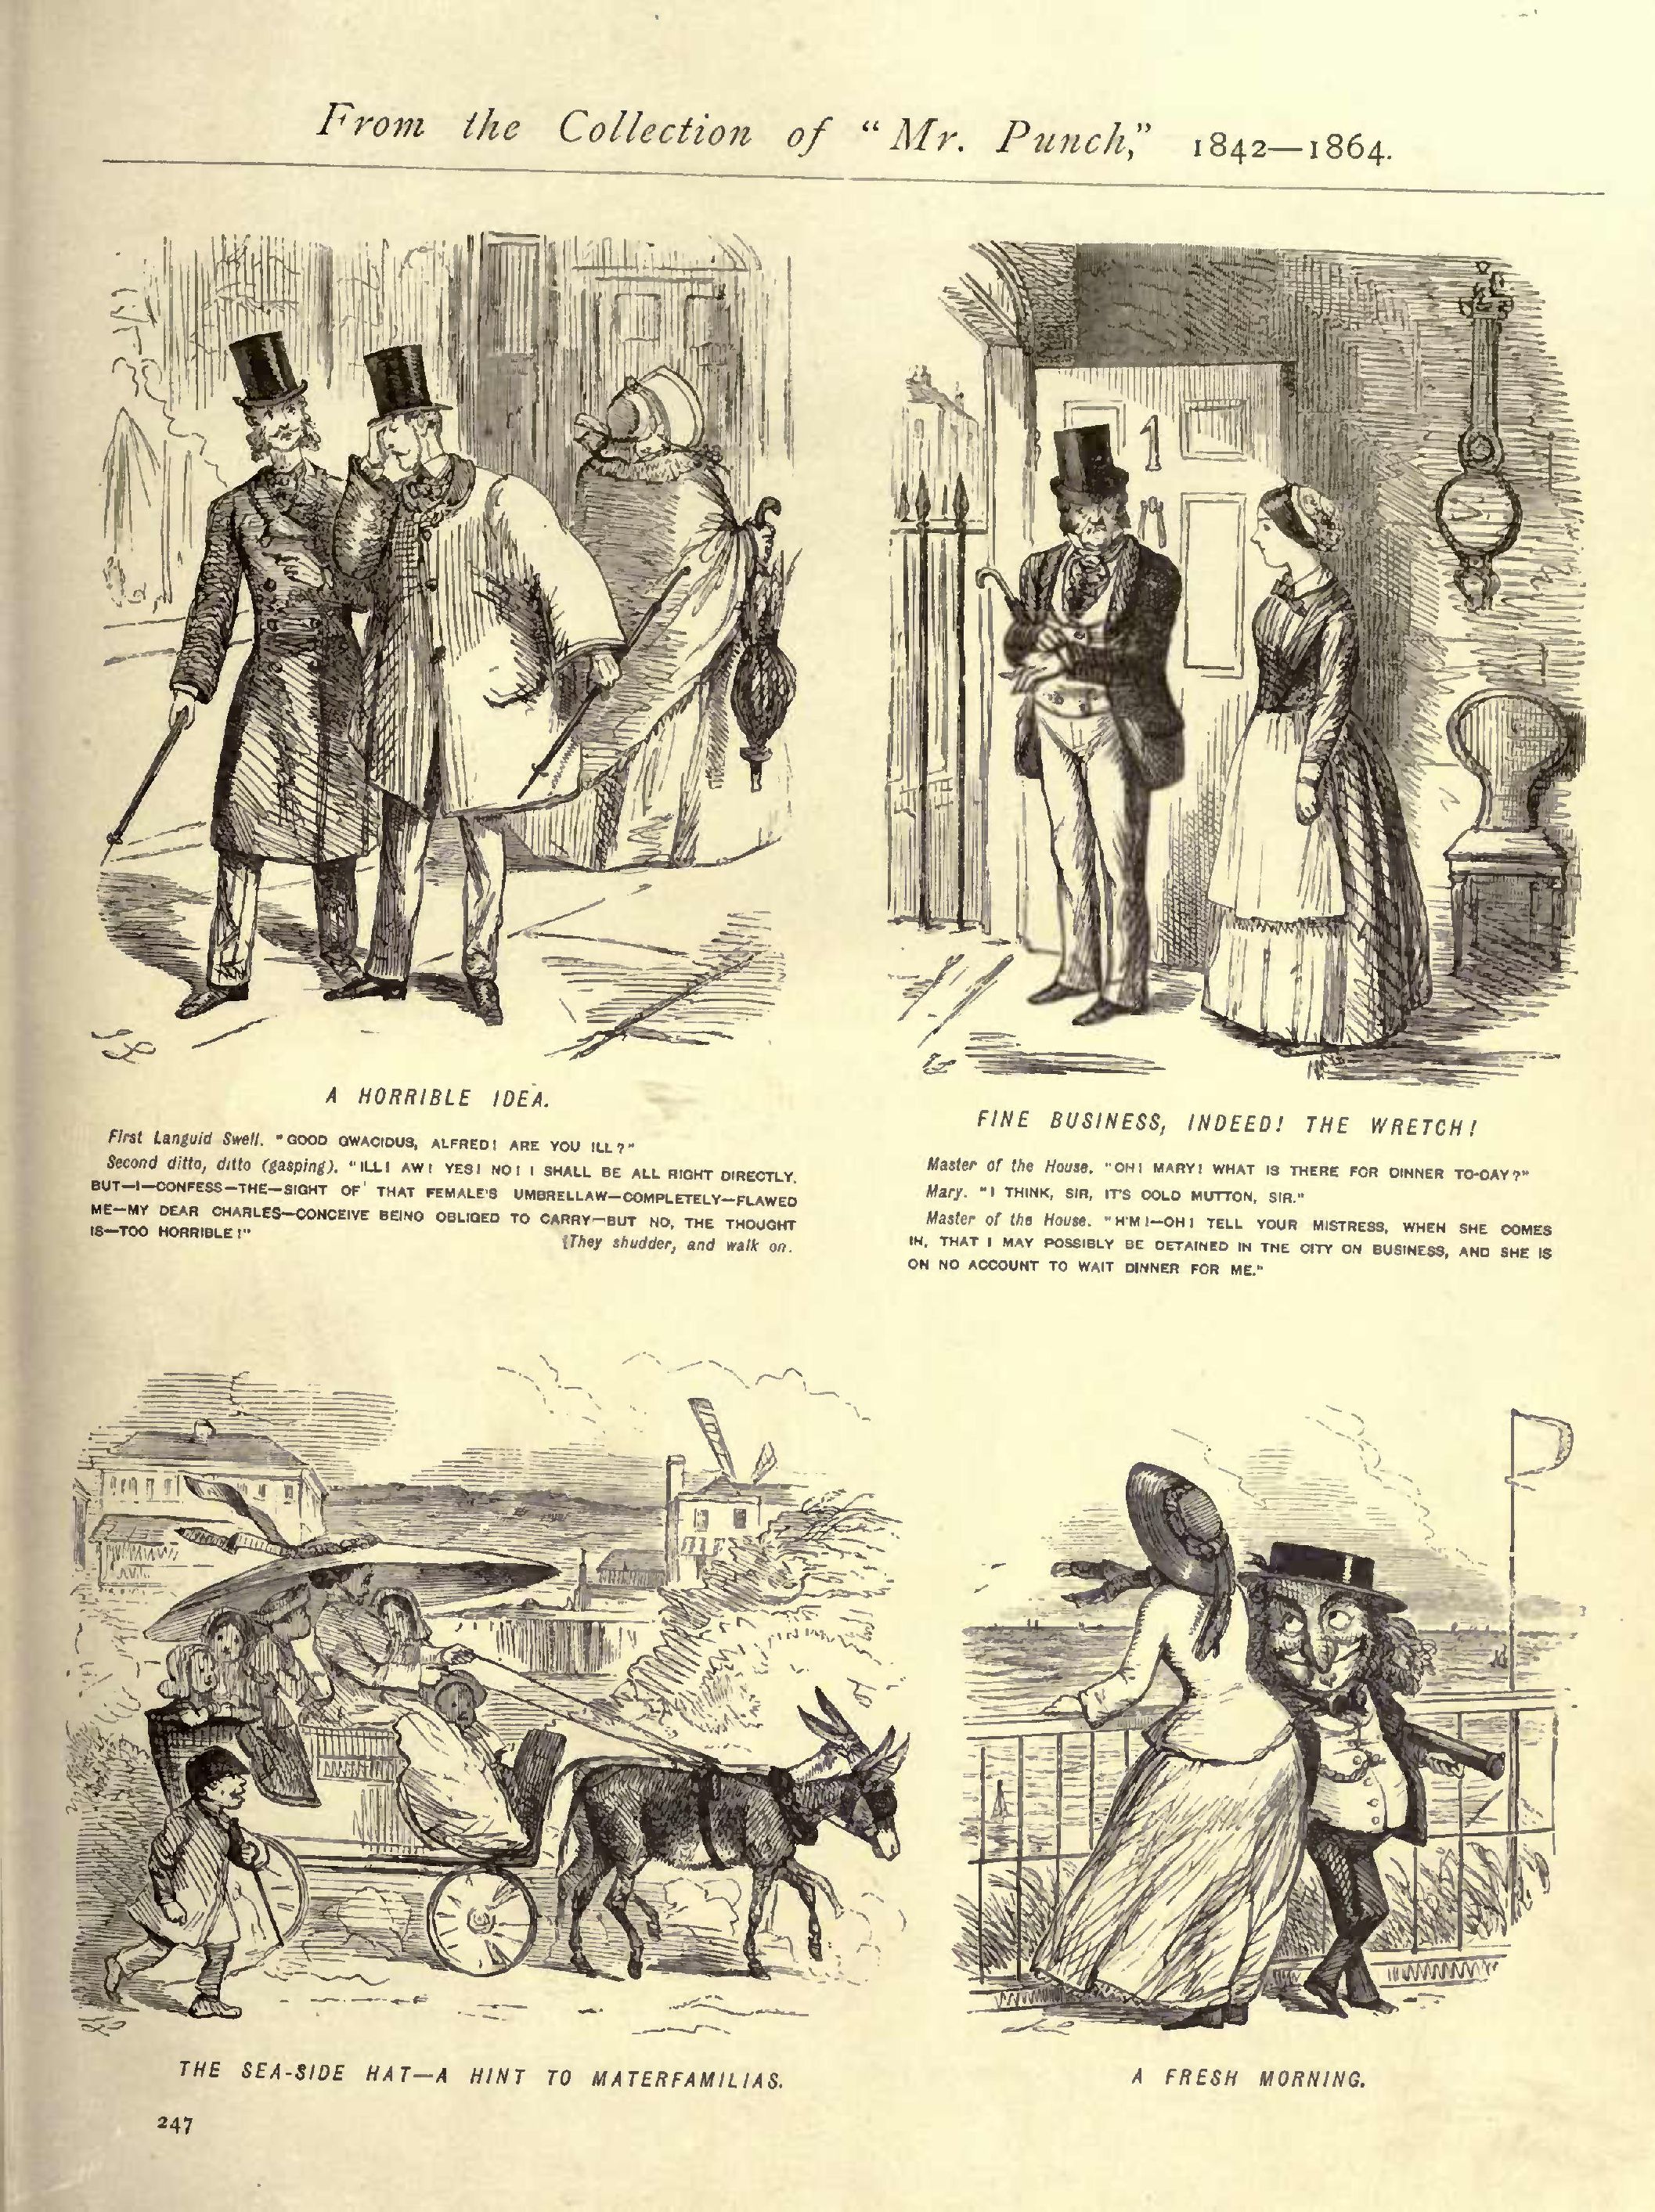 From the Collection of “Mr. Punch,” 1842—1864.
1
A HORRIBLE IDEA.
First Languid Swell. “GOOD GWACIOUS, ALFRED! ARE YOU ILL?”
Second ditto, ditto (gasping). “ILL! AW! YES! NO! I SHALL BE ALL RIGHT DIRECTLY.
BUT—I—CONFESS—THE—SIGHT OF THAT FEMALE’S UMBRELLAW—COMPLETELY—FLAWED
ME—MY DEAR CHARLES—CONCEIVE BEING OBLIGED TO CARRY—BUT NO, THE THOUGHT
IS—TOO HORRIBLE!”
[They shudder, and walk on.
FINE BUSINESS, INDEED! THE WRETCH!
Master of the House. “OH! MARY! WHAT IS THERE FOR DINNER TO-DAY?”
Mary. “I THINK, SIR, IT’S COLD MUTTON, SIR.”
Master of the House. “H’M!—OH! TELL YOUR MISTRESS, WHEN SHE COMES
IN, THAT I MAY POSSIBLY BE DETAINED IN THE CITY ON BUSINESS, AND SHE IS
ON NO ACCOUNT TO WAIT DINNER FOR ME.”
THE SEA-SIDE HAT—A HINT TO MATERFAMILIAS.
A FRESH MORNING.
247